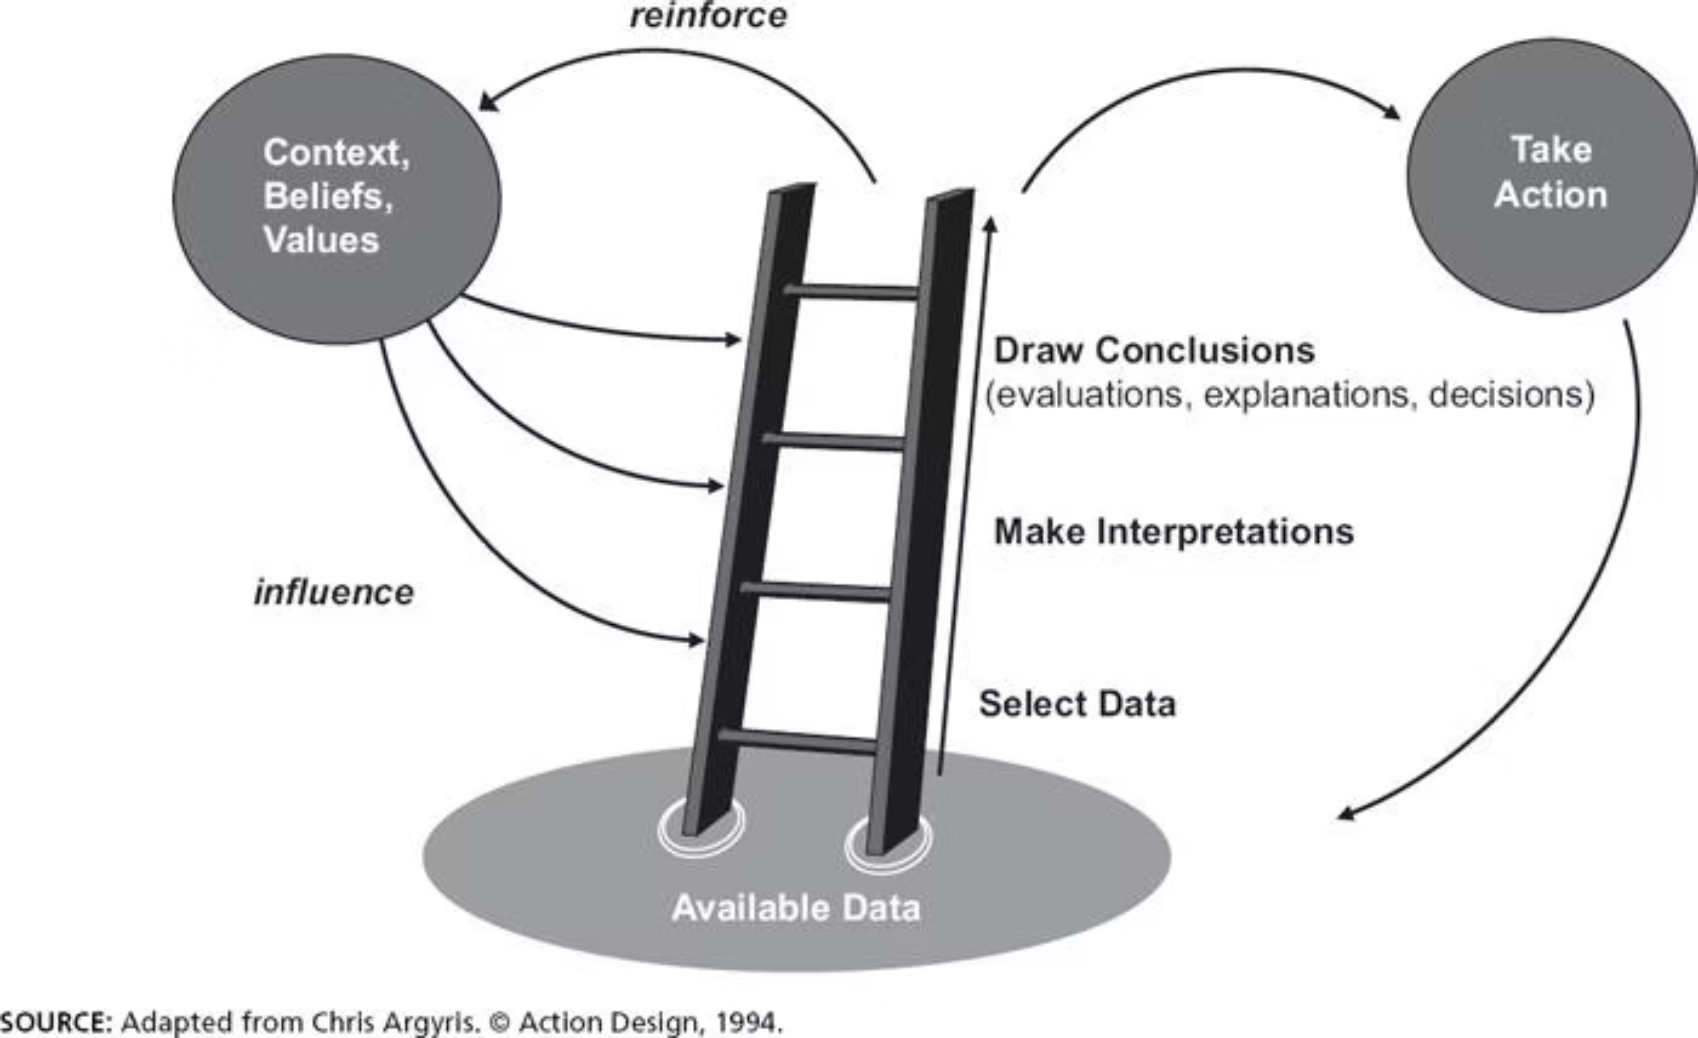 reinforce
Context,
Beliefs,
Values
Take
Action
Draw Conclusions
(evaluations, explanations, decisions)
Make Interpretations
influence
Select Data
Available Data
SOURCE: Adapted from Chris Argyris. © Action Design, 1994.